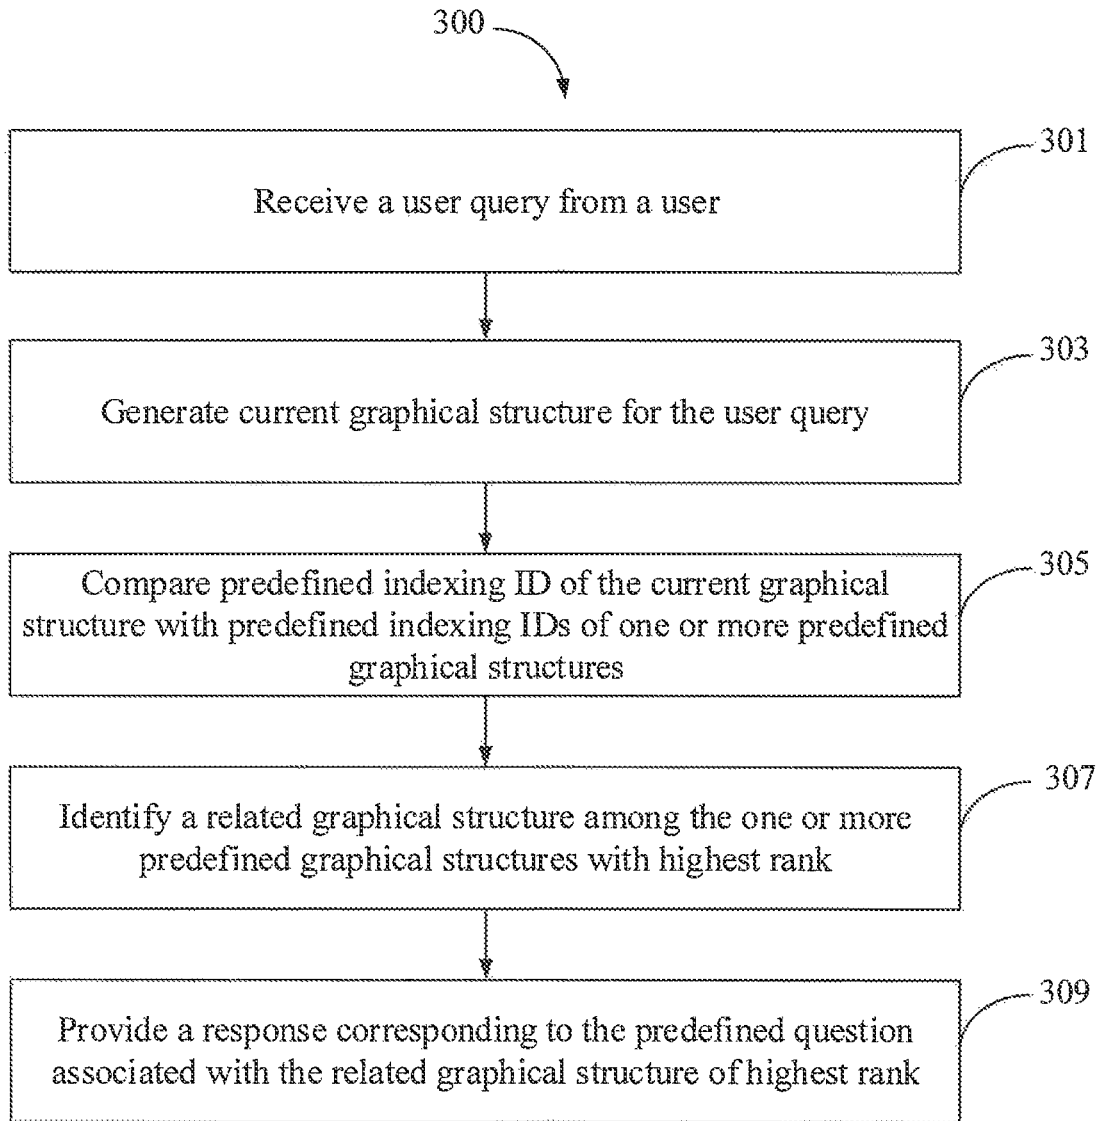 300
301
Receive a user query from a user
303
Generate current graphical structure for the user query
305
Compare predefined indexing ID of the current graphical
structure with predefined indexing IDs of one or more predefined
graphical structures
307
Identify a related graphical structure among the one or more
predefined graphical structures with highest rank
309
Provide a response corresponding to the predefined question
associated with the related graphical structure of highest rank